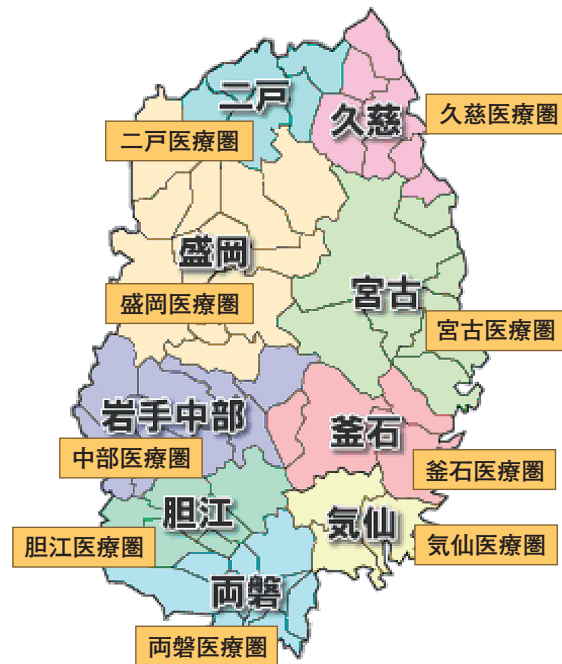 二戸
久慈
久慈医療圏
二戸医療圏
盛岡
宮古
盛岡医療圏
宮古医療圏
岩手中部
釜石
中部医療圏
釜石医療圏
胆江
気仙
胆江医療圏
気仙医療圏
両磐
両磐医療圏